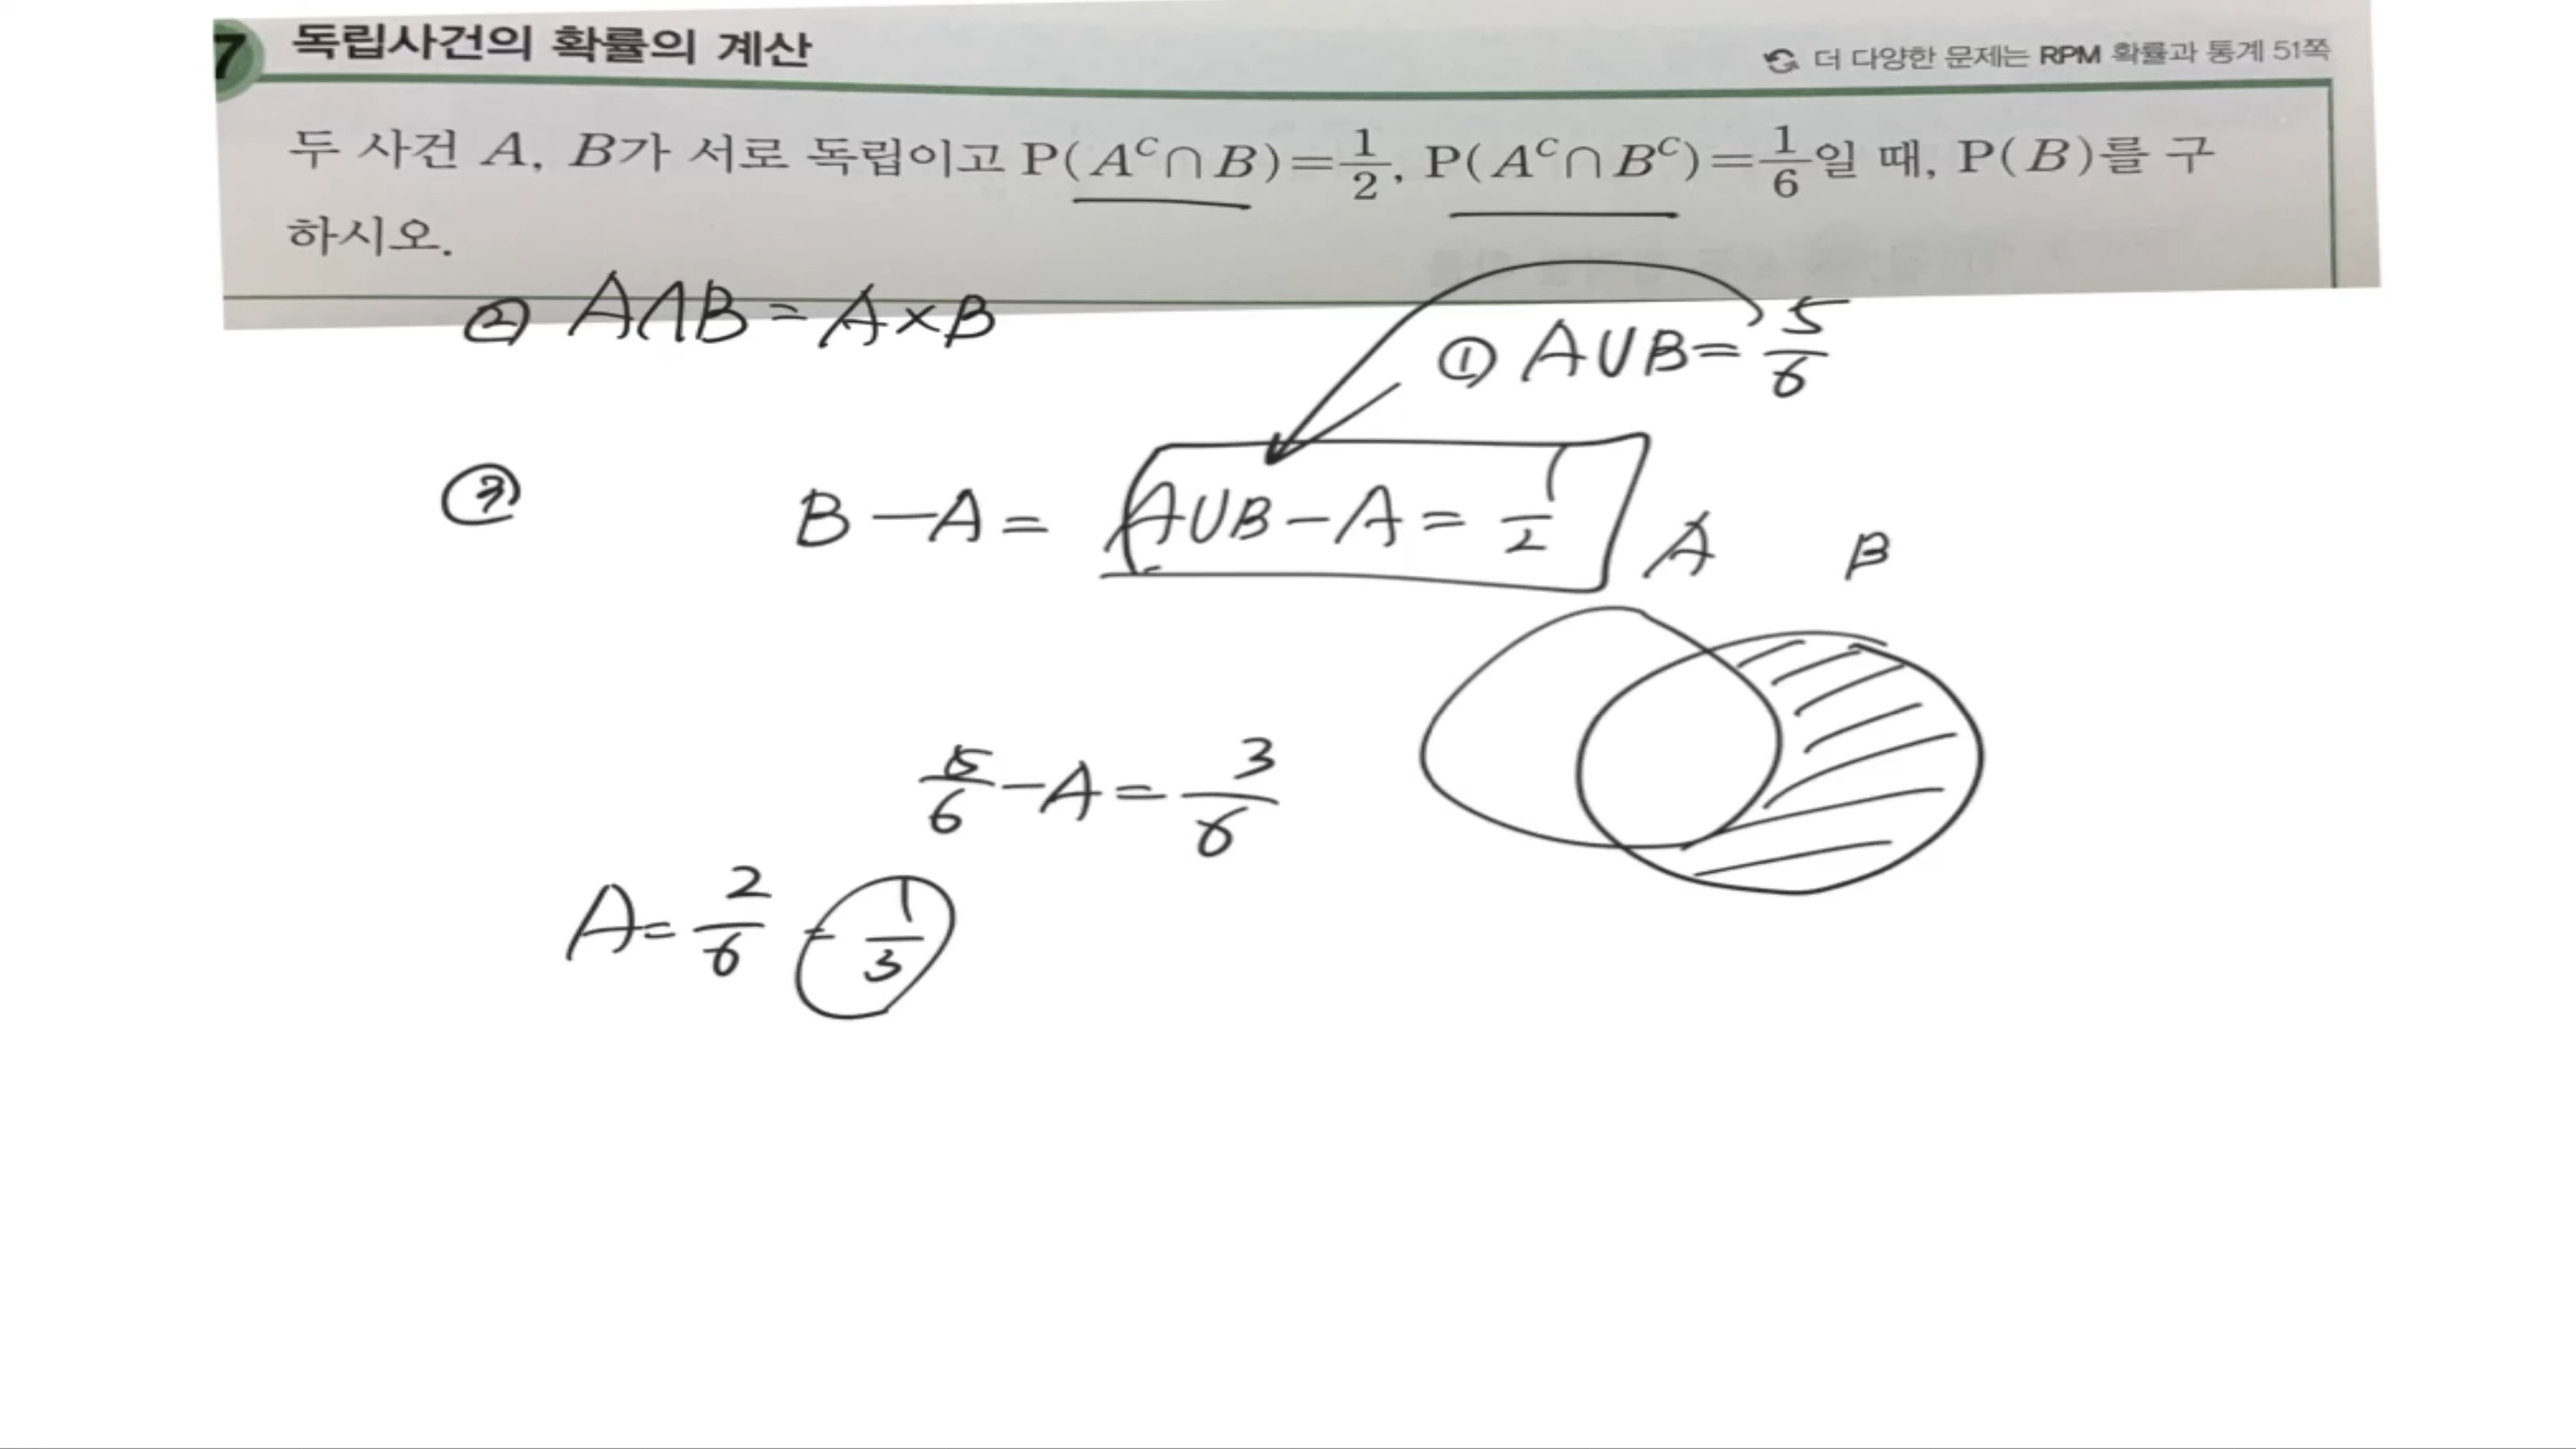 7 독립사건의 확률의 계산
더 다양한 문제는 RPM 확률과 통계 51쪽
두 사건 A, B가 서로 독립이고 P(Aᶜ∩B)=1/2, P(Aᶜ∩Bᶜ)=1/6일 때, P(B)를 구
하시오.
② A∩B=A×B
① A∪B=5/6
③ B-A= A∪B-A=1/2
A B
5/6-A=3/6
A=2/6=1/3